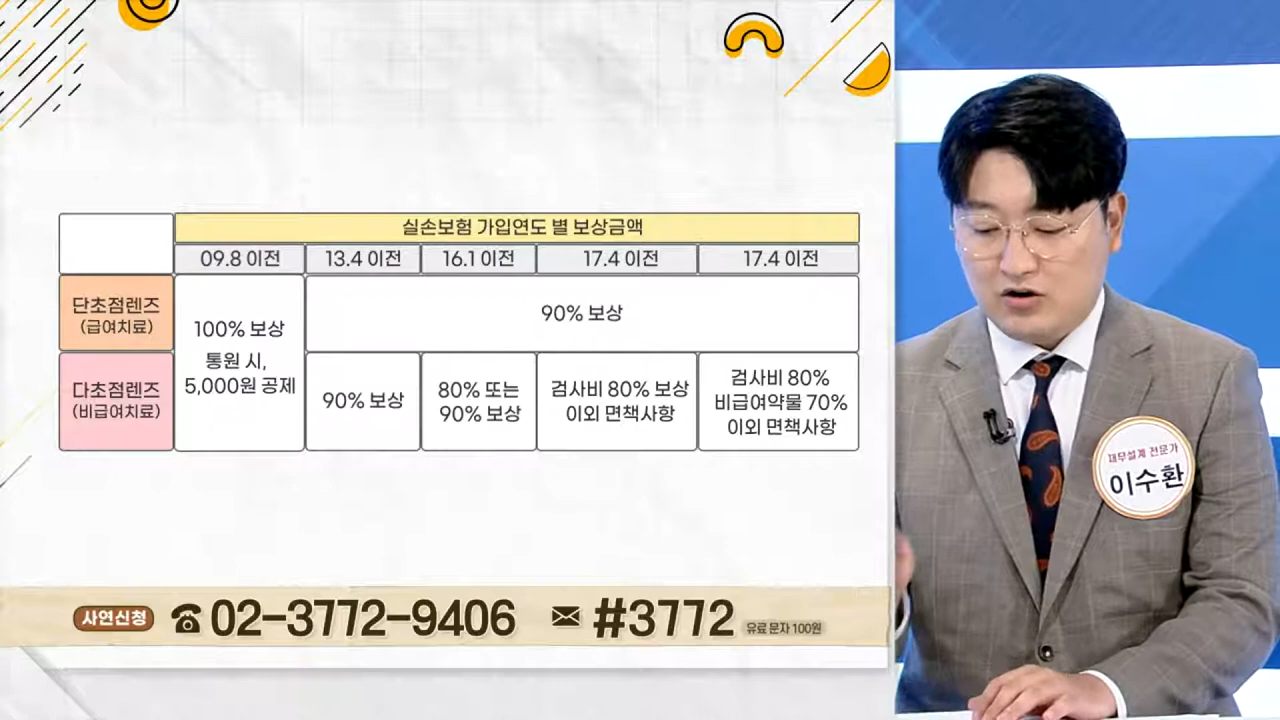 실손보험 가입연도 별 보상금액
09.8 이전 13.4 이전 16.1 이전 17.4 이전 17.4 이전
단초점렌즈
(급여치료)
100% 보상
통원 시,
5,000원 공제
90% 보상
다초점렌즈
(비급여치료)
90% 보상
80% 또는
90% 보상
검사비 80% 보상
이외 면책사항
검사비 80%
비급여약물 70%
이외 면책사항
재무설계 전문가
이수환
사연신청 02-3772-9406 #3772 유료 문자 100원